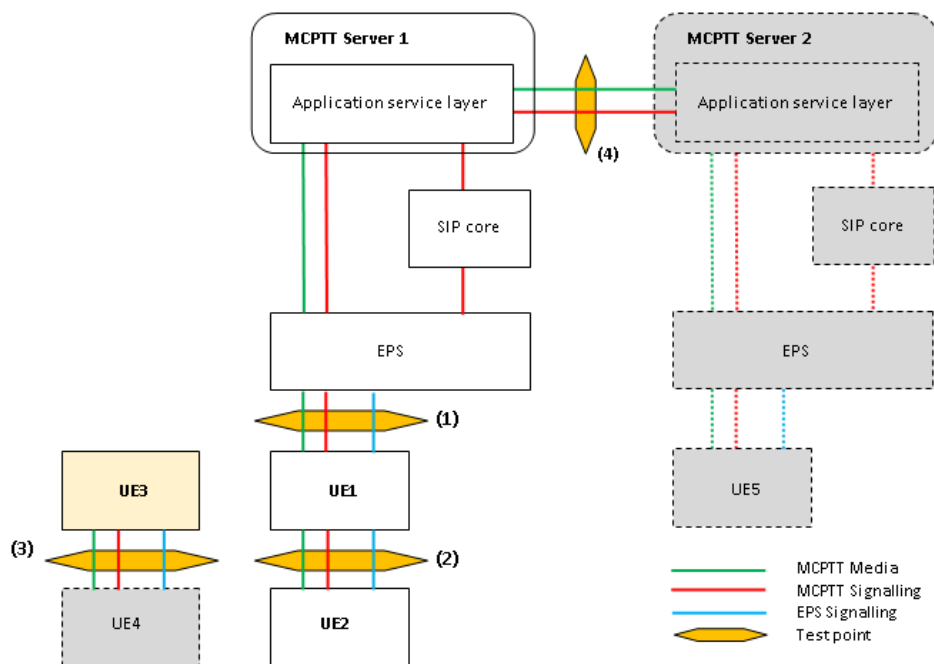 MCPTT Server 1
MCPTT Server 2
Application service layer
Application service layer
(4)
SIP core
SIP core
EPS
EPS
(1)
UE3
UE1
UE5
(3)
(2)
UE4
UE2
MCPTT Media
MCPTT Signalling
EPS Signalling
Test point